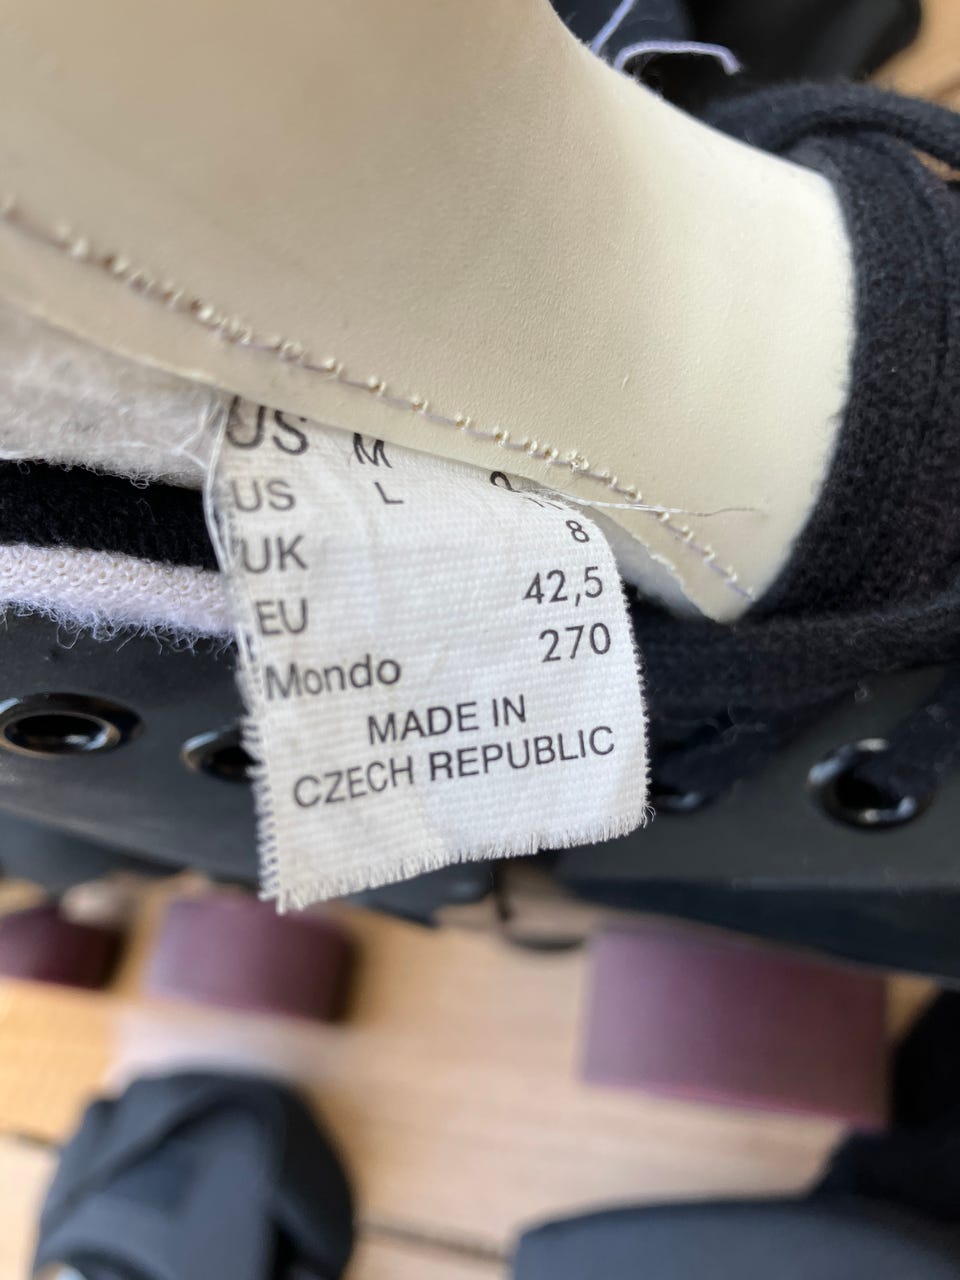 US M
US L
UK 8
EU 42,5
Mondo 270
MADE IN
CZECH REPUBLIC